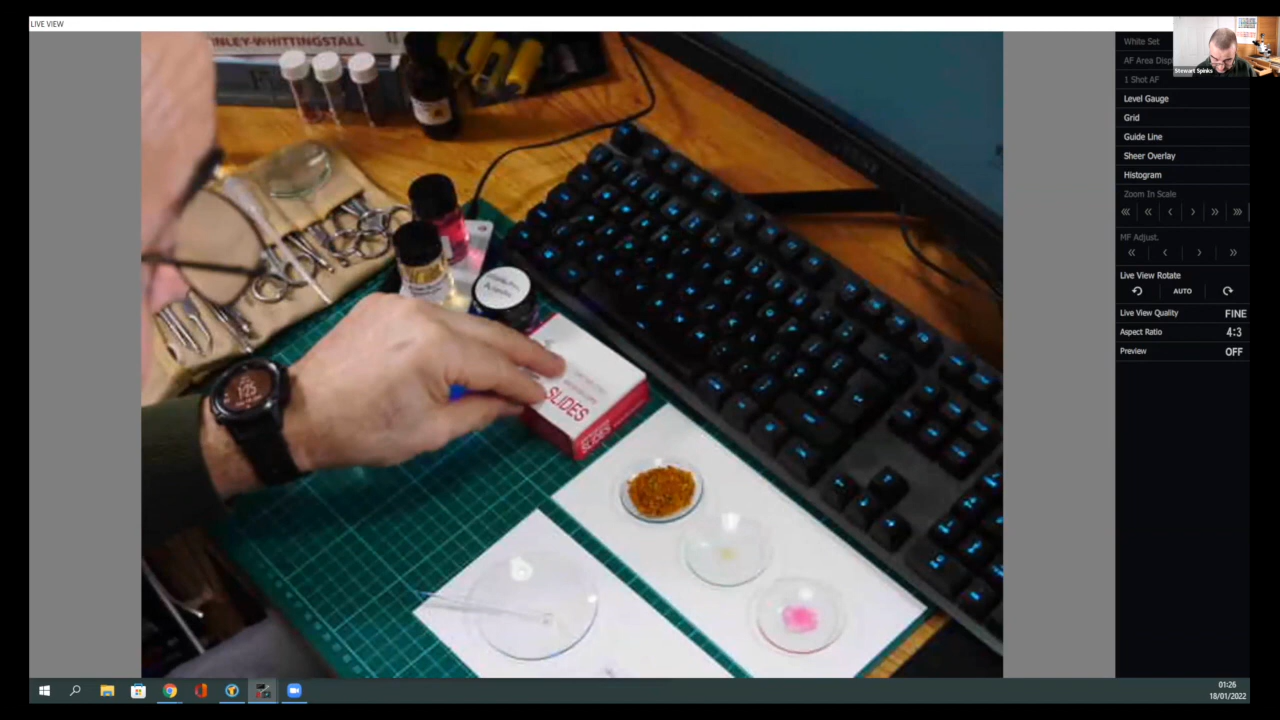 LIVE VIEW
ONLEY-WHITTINGSTALL
SLIDES
SLIDES
White Set
AF Area Disp
Stewart Spinks
1 Shot AF
Level Gauge
Grid
Guide Line
Sheer Overlay
Histogram
Zoom In Scale
MF Adjust.
Live View Rotate
AUTO
Live View Quality FINE
Aspect Ratio 4:3
Preview OFF
01:26
18/01/2022